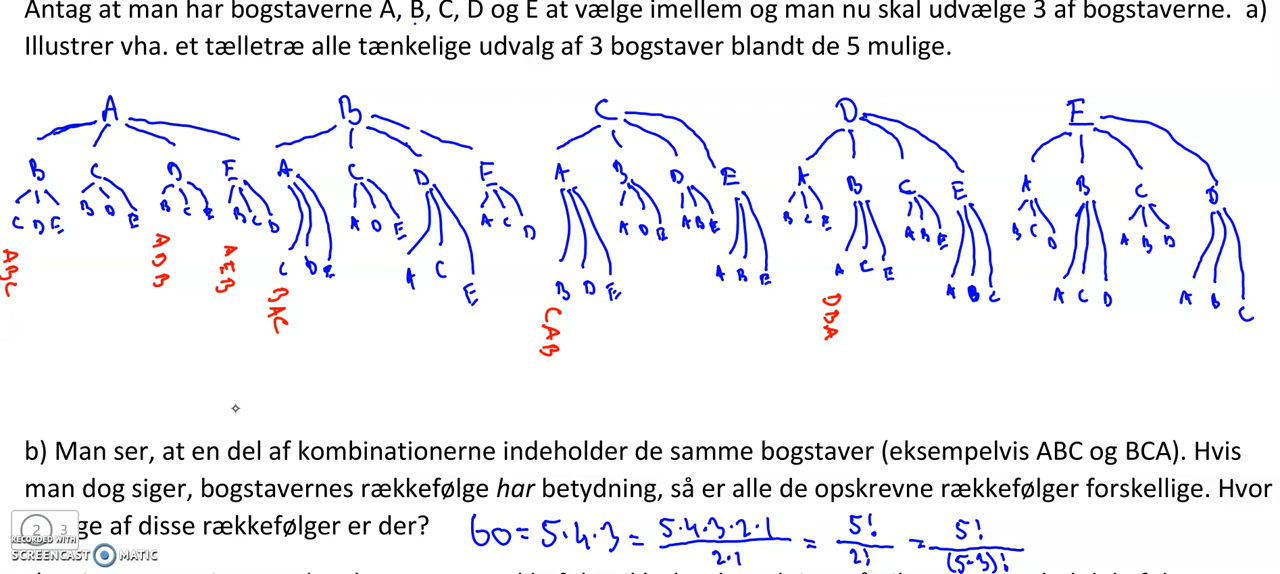 Antag at man har bogstaverne A, B, C, D og E at vælge imellem og man nu skal udvælge 3 af bogstaverne. a)
Illustrer vha. et tælletræ alle tænkelige udvalg af 3 bogstaver blandt de 5 mulige.
A B C D E
B C D E A C D E A B D E A B C E A B C D
C D E B D E B C E B C D C D E A D E A C E A C D B D E A D E A B E A B E B C E A C E A B E A B C B C D A C D A B D A B C
ABC ADB AEB BAC CAB DBA
b) Man ser, at en del af kombinationerne indeholder de samme bogstaver (eksempelvis ABC og BCA). Hvis
man dog siger, bogstavernes rækkefølge har betydning, så er alle de opskrevne rækkefølger forskellige. Hvor
ge af disse rækkefølger er der? 60 = 5·4·3 = 5·4·3·2·1 / 2·1 = 5! / 2! = 5! / (5-3)!
2 3
RECORDED WITH
SCREENCAST MATIC